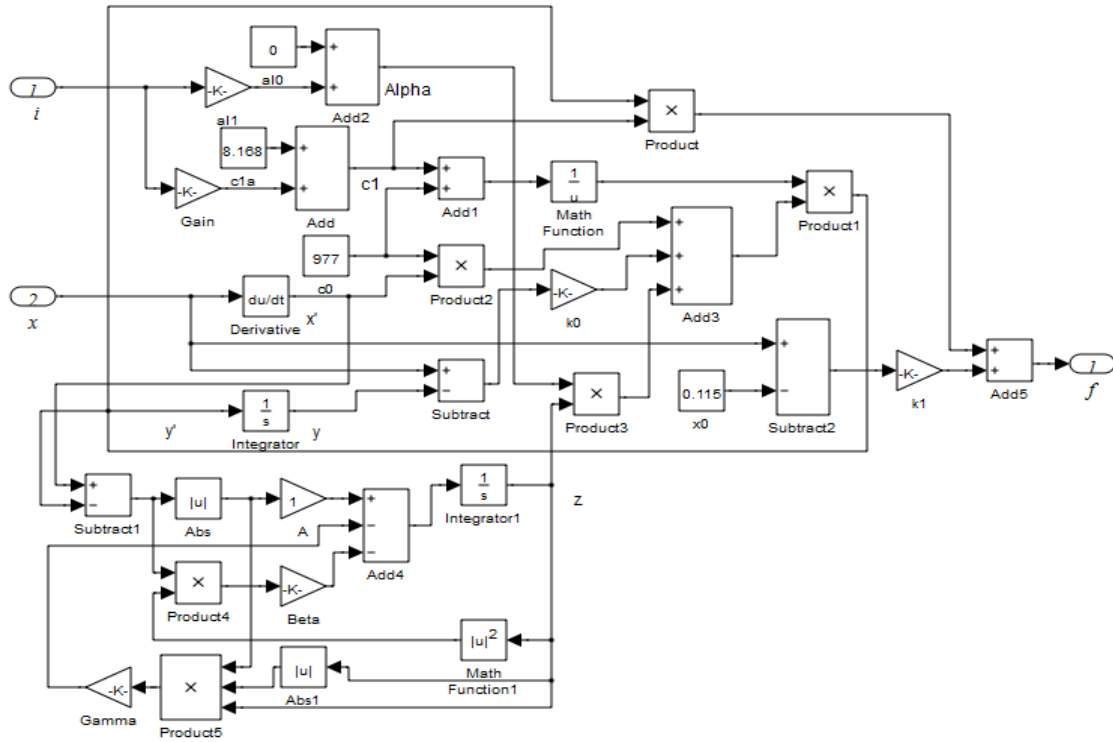 0
+
+
Add2
Alpha
1
i
-K-
al0
al1
8.168
+
+
Add
c1
-K-
c1a
Gain
×
Product
+
+
Add1
1
u
Math
Function
×
Product1
977
c0
×
Product2
+
+
+
Add3
2
x
du/dt
Derivative
x'
-K-
k0
+
-
Subtract
y'
1
s
Integrator
y
×
Product3
0.115
x0
+
-
Subtract2
-K-
k1
+
+
Add5
1
f
+
-
Subtract1
|u|
Abs
1
A
+
-
-
Add4
1
s
Integrator1
z
×
Product4
-K-
Beta
|u|²
Math
Function1
-K-
Gamma
×
Product5
|u|
Abs1